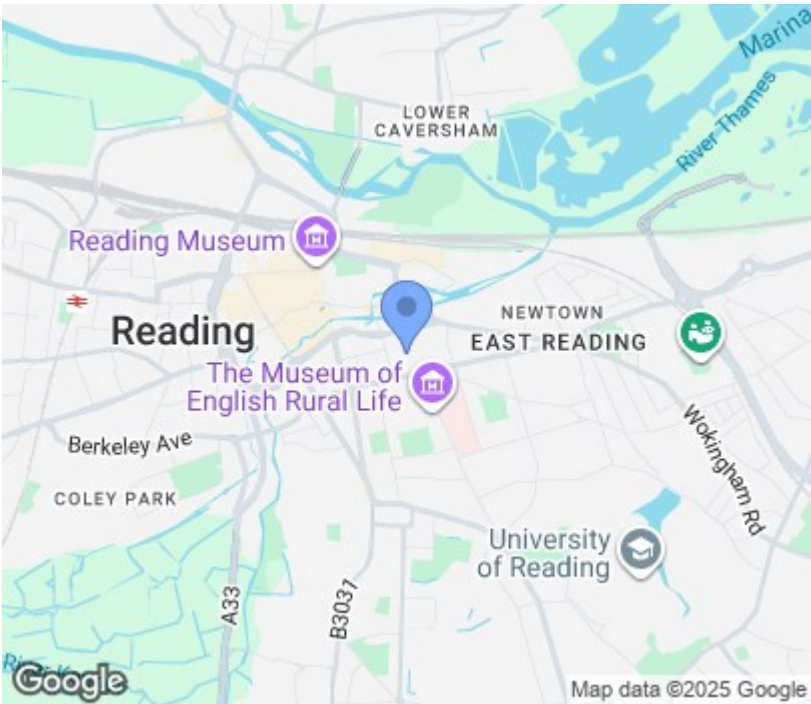 Marina
LOWER
CAVERSHAM
River Thames
Reading Museum
NEWTOWN
Reading
EAST READING
The Museum of
English Rural Life
Berkeley Ave
Wokingham Rd
COLEY PARK
University
of Reading
A33
B3031
River
Google
Map data ©2025 Google